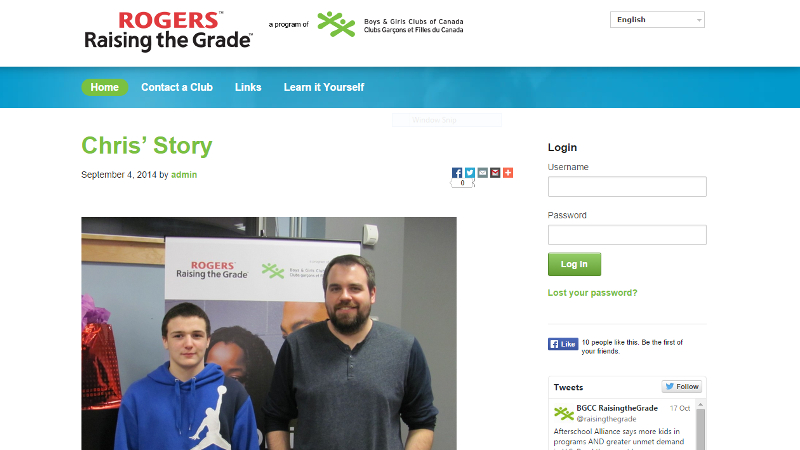 ROGERS™
Raising the Grade™
a program of
Boys & Girls Clubs of Canada
Clubs Garçons et Filles du Canada
English
Home
Contact a Club
Links
Learn it Yourself
Chris’ Story
September 4, 2014 by admin
0
ROGERS
Raising the Grade
Boys & Girls Clubs of Canada
Login
Username
Password
Log In
Lost your password?
Like
10 people like this. Be the first of
your friends.
Tweets
Follow
BGCC RaisingtheGrade
17 Oct
@raisingthegrade
Afterschool Alliance says more kids in
programs AND greater unmet demand